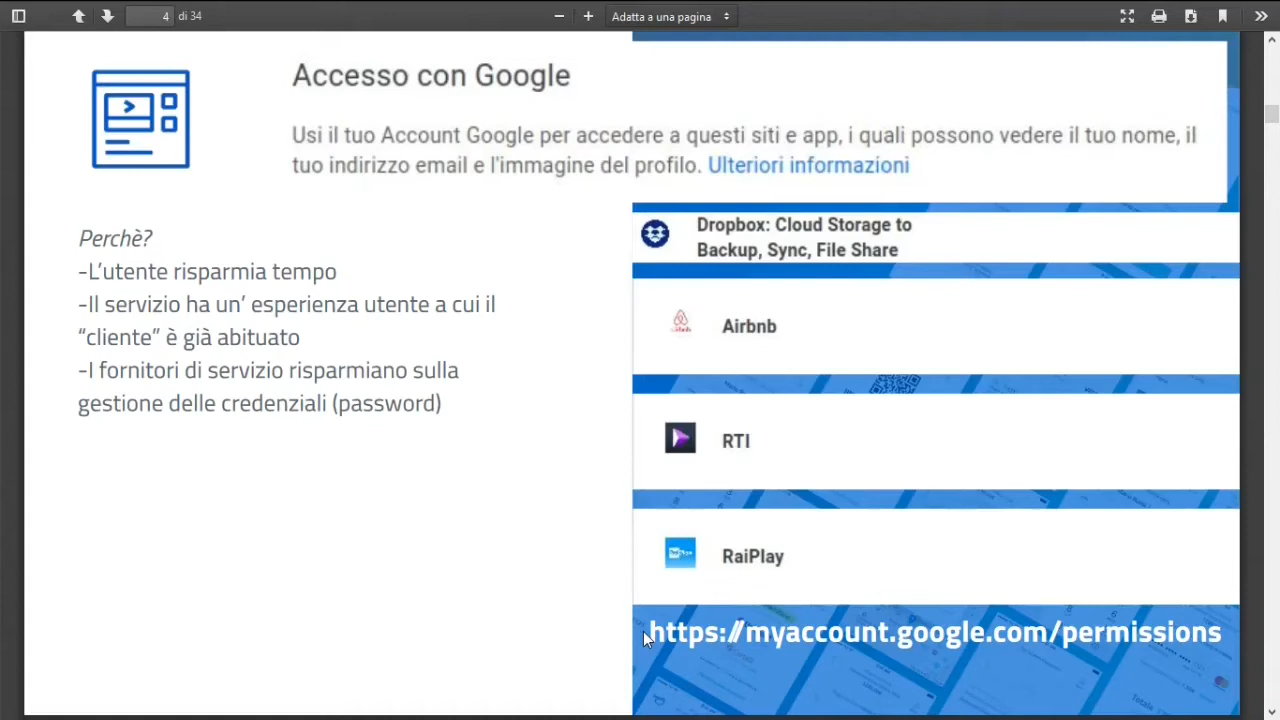 4 di 34
Adatta a una pagina
Accesso con Google
Usi il tuo Account Google per accedere a questi siti e app, i quali possono vedere il tuo nome, il
tuo indirizzo email e l'immagine del profilo. Ulteriori informazioni
Perchè?
-L’utente risparmia tempo
-Il servizio ha un’ esperienza utente a cui il
“cliente” è già abituato
-I fornitori di servizio risparmiano sulla
gestione delle credenziali (password)
Dropbox: Cloud Storage to
Backup, Sync, File Share
Airbnb
RTI
RaiPlay
https://myaccount.google.com/permissions